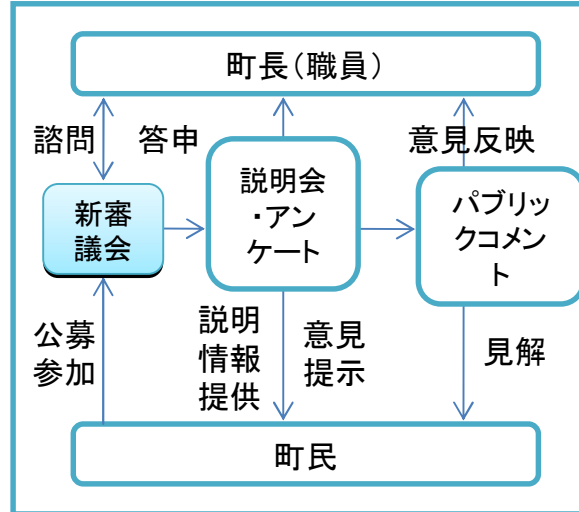 町長（職員）
諮問
答申
意見反映
新審
議会
説明会
・アン
ケート
パブリッ
クコメン
ト
公募
参加
説明
情報
提供
意見
提示
見解
町民